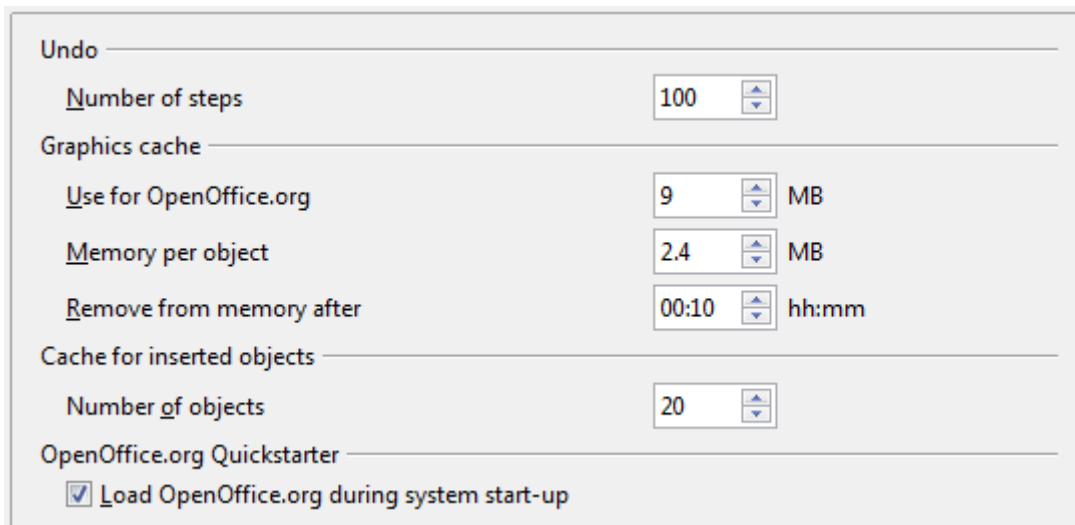 Undo
Number of steps 100
Graphics cache
Use for OpenOffice.org 9 MB
Memory per object 2.4 MB
Remove from memory after 00:10 hh:mm
Cache for inserted objects
Number of objects 20
OpenOffice.org Quickstarter
Load OpenOffice.org during system start-up